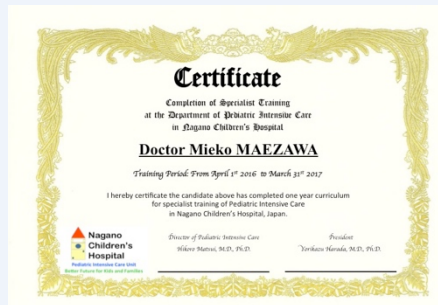 Certificate
Completion of Specialist Training
at the Department of Pediatric Intensive Care
in Nagano Children's Hospital
Doctor Mieko MAEZAWA
Training Period: From April 1st 2016 to March 31st 2017
I hereby certificate the candidate above has completed one year curriculum
for specialist training of Pediatric Intensive Care
in Nagano Children's Hospital, Japan.
Nagano
Children's
Hospital
Pediatric Intensive Care Unit
Better Future for Kids and Families
Director of Pediatric Intensive Care
Hikoro Matsui, M.D., Ph.D.
President
Yorikazu Harada, M.D., Ph.D.